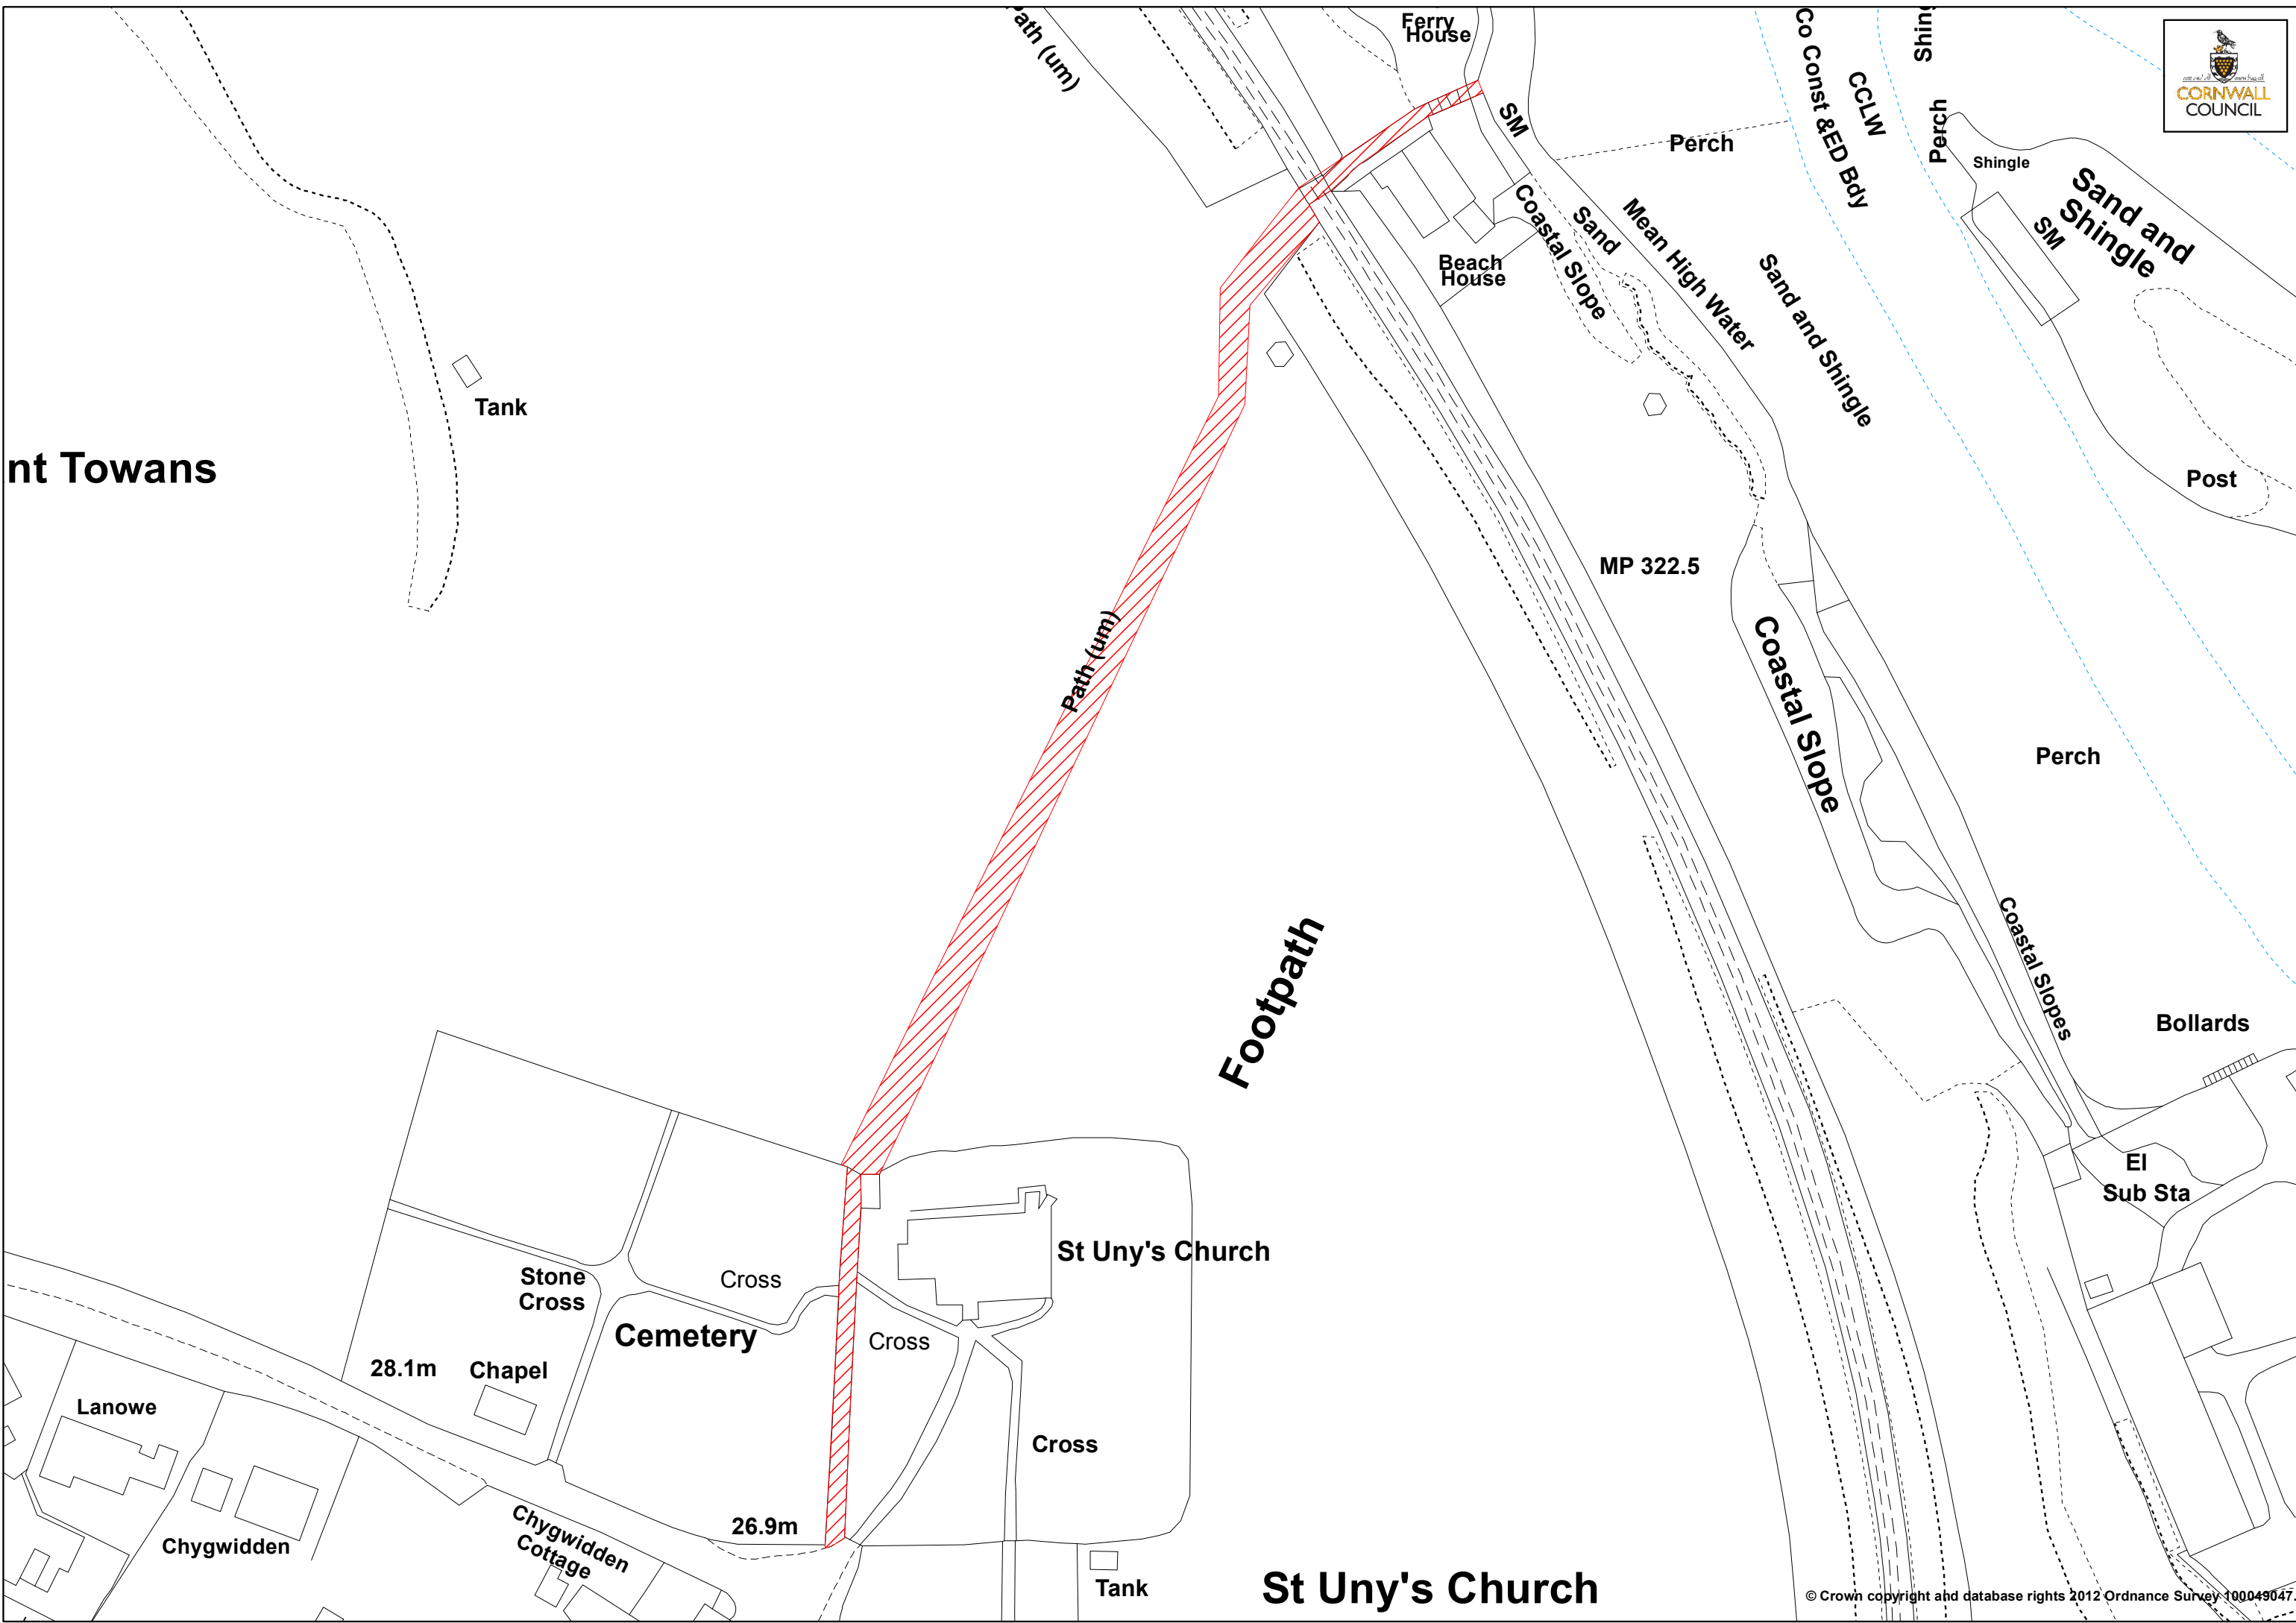 Path (um)
Ferry
House
Co Const &ED Bdy
CCLW
Shing
Perch
CORNWALL
COUNCIL
SM
Perch
Shingle
Sand and
Shingle
SM
Coastal Slope
Sand
Mean High Water
Sand and Shingle
Beach
House
Tank
nt Towans
Post
MP 322.5
Path (um)
Coastal Slope
Perch
Footpath
Coastal Slopes
Bollards
El
Sub Sta
St Uny's Church
Stone
Cross
Cross
Cemetery
Cross
28.1m
Chapel
Lanowe
Cross
26.9m
Chygwidden
Chygwidden
Cottage
Tank
St Uny's Church
© Crown copyright and database rights 2012 Ordnance Survey 100049047